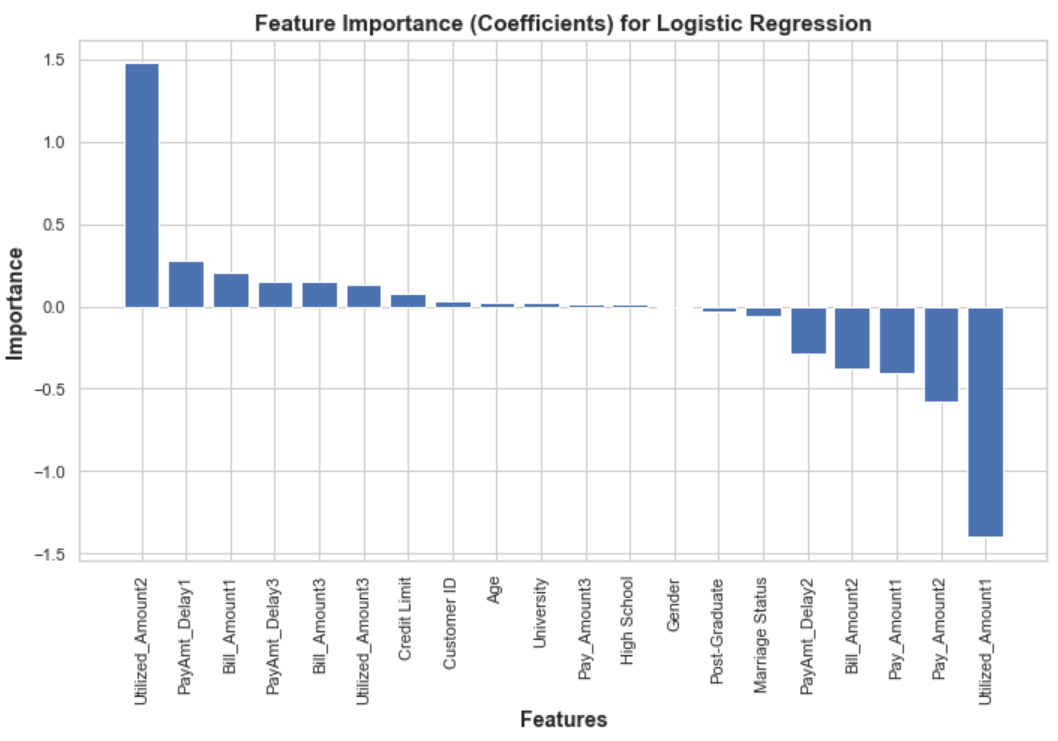 Feature Importance (Coefficients) for Logistic Regression
Importance
1.5
1.0
0.5
0.0
−0.5
−1.0
−1.5
Utilized_Amount2
PayAmt_Delay1
Bill_Amount1
PayAmt_Delay3
Bill_Amount3
Utilized_Amount3
Credit Limit
Customer ID
Age
University
Pay_Amount3
High School
Gender
Post-Graduate
Marriage Status
PayAmt_Delay2
Bill_Amount2
Pay_Amount1
Pay_Amount2
Utilized_Amount1
Features